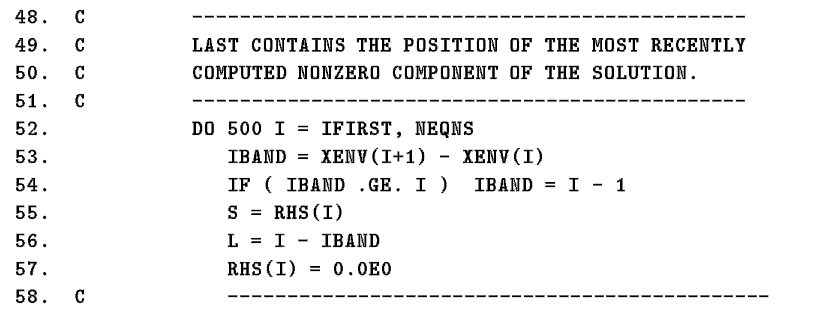 48.  C         -----------------------------------------------
49.  C         LAST CONTAINS THE POSITION OF THE MOST RECENTLY
50.  C         COMPUTED NONZERO COMPONENT OF THE SOLUTION.
51.  C         -----------------------------------------------
52.            DO 500 I = IFIRST, NEQNS
53.               IBAND = XENV(I+1) - XENV(I)
54.               IF ( IBAND .GE. I )  IBAND = I - 1
55.               S = RHS(I)
56.               L = I - IBAND
57.               RHS(I) = 0.0E0
58.  C            ----------------------------------------------